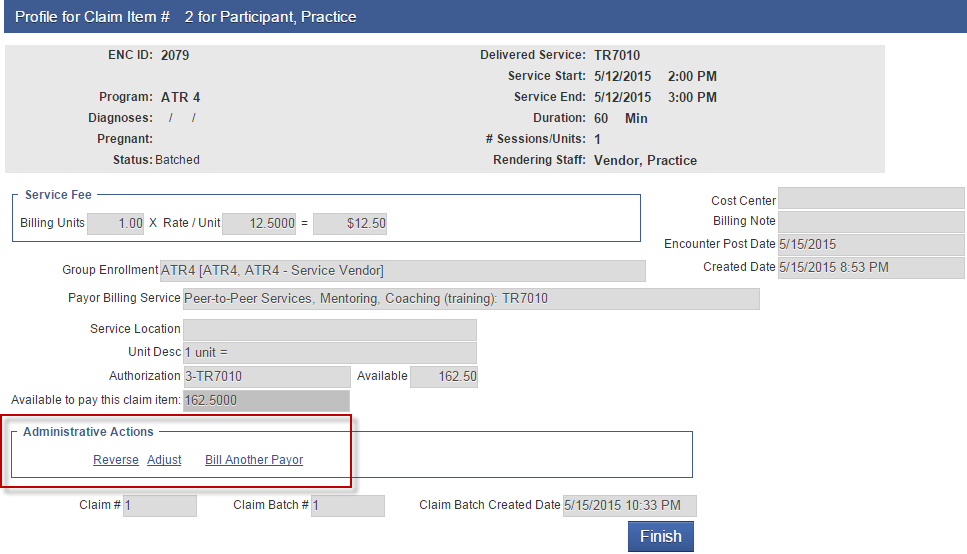 Profile for Claim Item # 2 for Participant, Practice
ENC ID: 2079 Delivered Service: TR7010
Service Start: 5/12/2015 2:00 PM
Program: ATR 4 Service End: 5/12/2015 3:00 PM
Diagnoses: / / Duration: 60 Min
Pregnant: # Sessions/Units: 1
Status: Batched Rendering Staff: Vendor, Practice
Service Fee
Cost Center
Billing Units 1.00 X Rate / Unit 12.5000 = $12.50 Billing Note
Encounter Post Date 5/15/2015
Group Enrollment ATR4 [ATR4, ATR4 - Service Vendor] Created Date 5/15/2015 8:53 PM
Payor Billing Service Peer-to-Peer Services, Mentoring, Coaching (training): TR7010
Service Location
Unit Desc 1 unit =
Authorization 3-TR7010 Available 162.50
Available to pay this claim item: 162.5000
Administrative Actions
Reverse Adjust Bill Another Payor
Claim # 1 Claim Batch # 1 Claim Batch Created Date 5/15/2015 10:33 PM
Finish